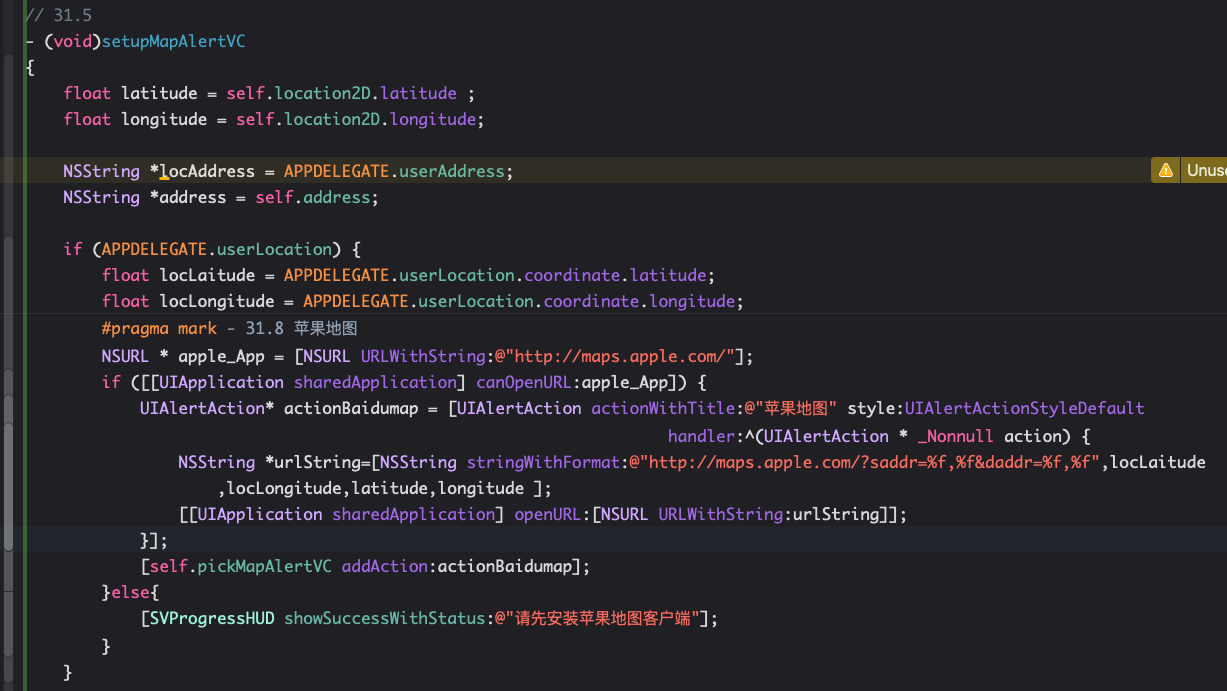 // 31.5
- (void)setupMapAlertVC
{
float latitude = self.location2D.latitude ;
float longitude = self.location2D.longitude;
NSString *locAddress = APPDELEGATE.userAddress;
Unuse
NSString *address = self.address;
if (APPDELEGATE.userLocation) {
float locLaitude = APPDELEGATE.userLocation.coordinate.latitude;
float locLongitude = APPDELEGATE.userLocation.coordinate.longitude;
#pragma mark - 31.8 苹果地图
NSURL * apple_App = [NSURL URLWithString:@"http://maps.apple.com/"];
if ([[UIApplication sharedApplication] canOpenURL:apple_App]) {
UIAlertAction* actionBaidumap = [UIAlertAction actionWithTitle:@"苹果地图" style:UIAlertActionStyleDefault
handler:^(UIAlertAction * _Nonnull action) {
NSString *urlString=[NSString stringWithFormat:@"http://maps.apple.com/?saddr=%f,%f&daddr=%f,%f",locLaitude
,locLongitude,latitude,longitude ];
[[UIApplication sharedApplication] openURL:[NSURL URLWithString:urlString]];
}];
[self.pickMapAlertVC addAction:actionBaidumap];
}else{
[SVProgressHUD showSuccessWithStatus:@"请先安装苹果地图客户端"];
}
}